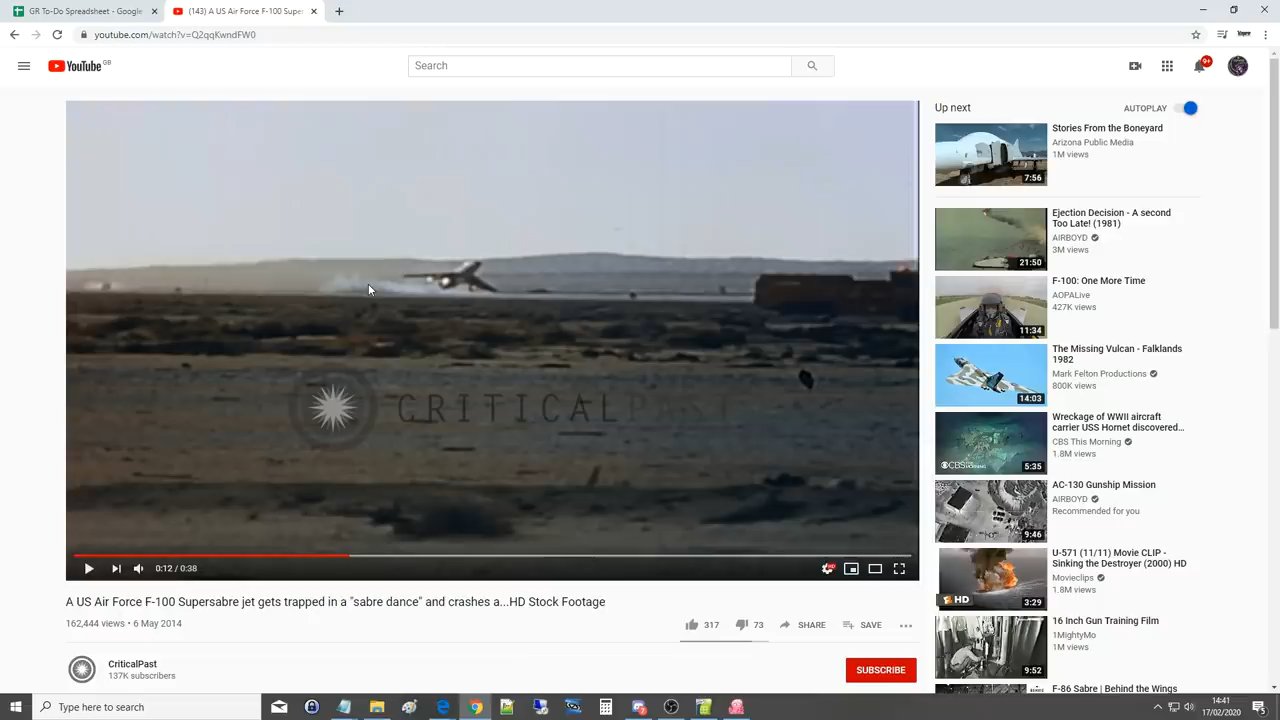 GR To-Do Spreadsheet - Google
(143) A US Air Force F-100 Super
youtube.com/watch?v=Q2qqKwndFW0
YouTube GB
Search
9+
CRITICAL
0:12 / 0:38
A US Air Force F-100 Supersabre jet gets trapped in a "sabre dance" and crashes a...HD Stock Footage
162,444 views • 6 May 2014
317
73
SHARE
SAVE
CriticalPast
137K subscribers
SUBSCRIBE
Up next
AUTOPLAY
Stories From the Boneyard
Arizona Public Media
1M views
7:56
Ejection Decision - A second
Too Late! (1981)
AIRBOYD
3M views
21:50
F-100: One More Time
AOPALive
427K views
11:34
The Missing Vulcan - Falklands
1982
Mark Felton Productions
800K views
14:03
Wreckage of WWII aircraft
carrier USS Hornet discovered…
CBS This Morning
1.8M views
CBS MORNING
5:35
AC-130 Gunship Mission
AIRBOYD
Recommended for you
9:46
U-571 (11/11) Movie CLIP -
Sinking the Destroyer (2000) HD
Movieclips
1.8M views
HD
3:29
16 Inch Gun Training Film
1MightyMo
1M views
9:52
F-86 Sabre | Behind the Wings
Type here to search
14:41
17/02/2020